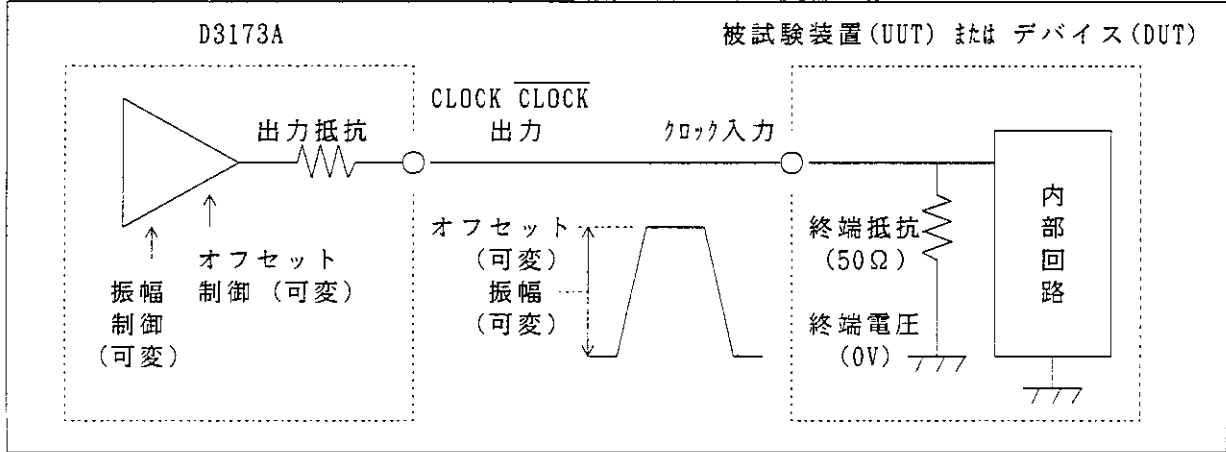 D3173A
被試験装置(UUT) または デバイス(DUT)
CLOCK CLOCK
出力
出力抵抗
クロック入力
オフセット
制御 (可変)
振幅
制御
(可変)
オフセット
(可変)
振幅
(可変)
終端抵抗
(50Ω)
終端電圧
(0V)
内
部
回
路